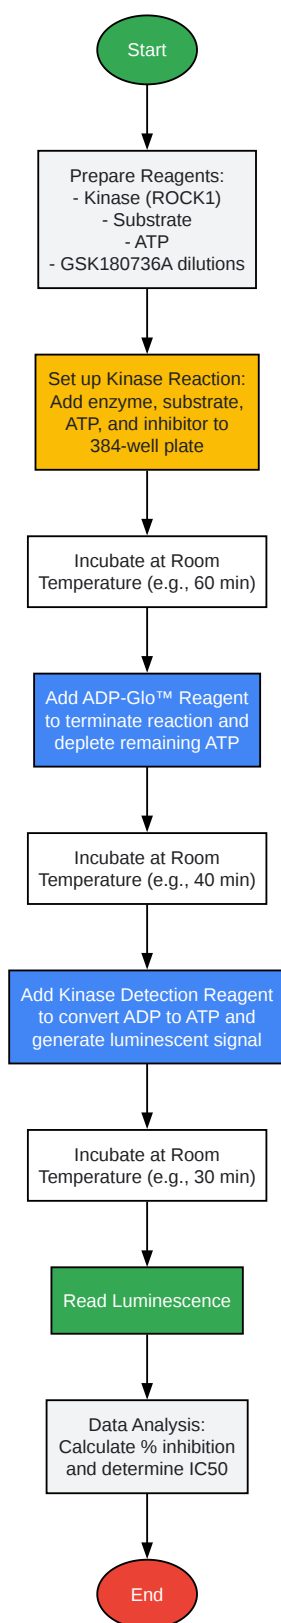 Start
Prepare Reagents:
- Kinase (ROCK1)
- Substrate
- ATP
- GSK180736A dilutions
Set up Kinase Reaction:
Add enzyme, substrate,
ATP, and inhibitor to
384-well plate
Incubate at Room
Temperature (e.g., 60 min)
Add ADP-Glo™ Reagent
to terminate reaction and
deplete remaining ATP
Incubate at Room
Temperature (e.g., 40 min)
Add Kinase Detection Reagent
to convert ADP to ATP and
generate luminescent signal
Incubate at Room
Temperature (e.g., 30 min)
Read Luminescence
Data Analysis:
Calculate % inhibition
and determine IC50
End